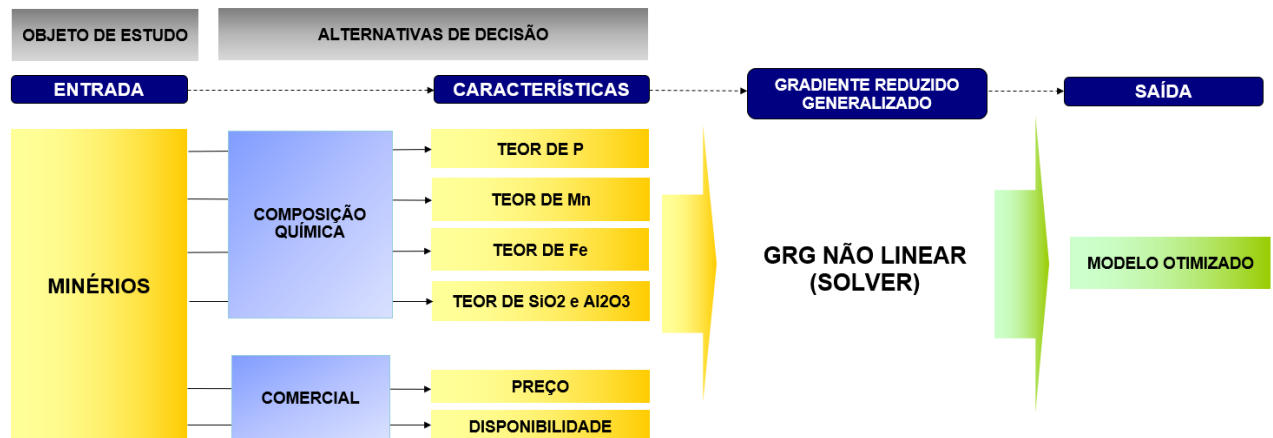 OBJETO DE ESTUDO
ALTERNATIVAS DE DECISÃO
ENTRADA
CARACTERÍSTICAS
GRADIENTE REDUZIDO
GENERALIZADO
SAÍDA
MINÉRIOS
COMPOSIÇÃO
QUÍMICA
TEOR DE P
TEOR DE Mn
TEOR DE Fe
TEOR DE SiO2 e Al2O3
GRG NÃO LINEAR
(SOLVER)
MODELO OTIMIZADO
COMERCIAL
PREÇO
DISPONIBILIDADE